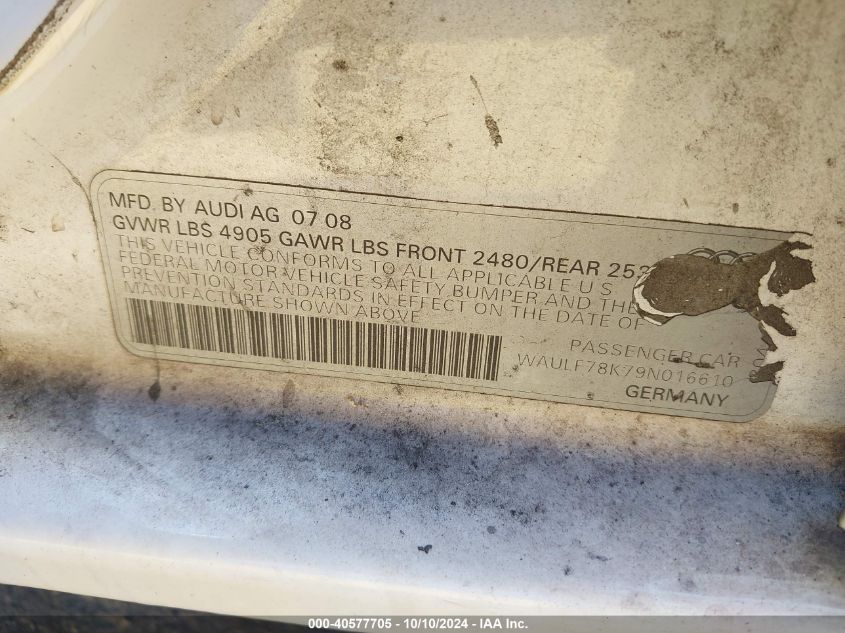 MFD. BY AUDI AG 07.08
GVWR LBS 4905 GAWR LBS FRONT 2480/REAR
THIS VEHICLE CONFORMS TO ALL APPLICABLE U S
FEDERAL MOTOR VEHICLE SAFETY BUMPER AND
PREVENTION STANDARDS IN EFFECT ON THE DATE OF
MANUFACTURE SHOWN ABOVE
PASSENGER CAR
WAULF78K79N016610
GERMANY
000-40577705 - 10/10/2024 - IAA Inc.